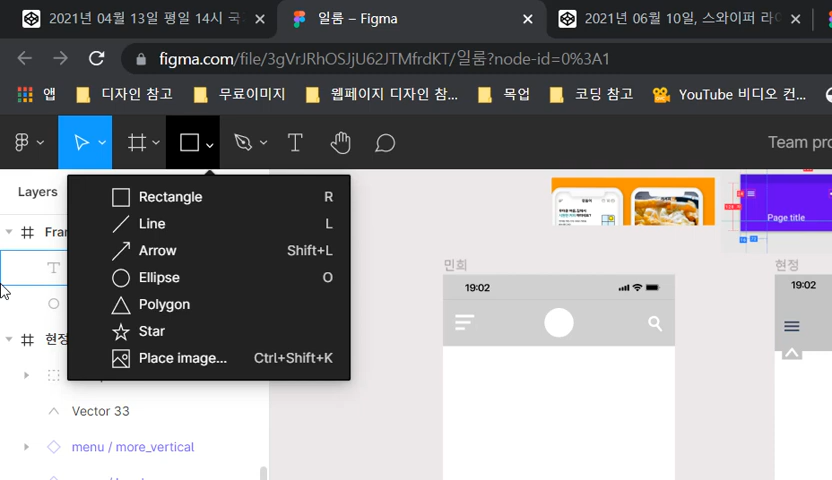 2021년 04월 13일 평일 14시 국
일룸 – Figma
2021년 06월 10일, 스와이퍼 라이
figma.com/file/3gVrJRhOSJjU62JTMfrdKT/일룸?node-id=0%3A1
앱
디자인 참고
무료이미지
웹페이지 디자인 참...
목업
코딩 참고
YouTube 비디오 컨...
Team pro
Layers
Rectangle R
Line L
Arrow Shift+L
Ellipse O
Polygon
Star
Place image... Ctrl+Shift+K
Fran
현정
Vector 33
menu / more_vertical
Page title
민희
현정
19:02
19:02